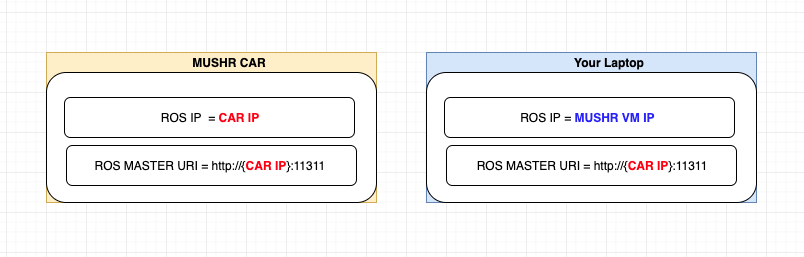 MUSHR CAR
ROS IP = CAR IP
ROS MASTER URI = http://{CAR IP}:11311
Your Laptop
ROS IP = MUSHR VM IP
ROS MASTER URI = http://{CAR IP}:11311